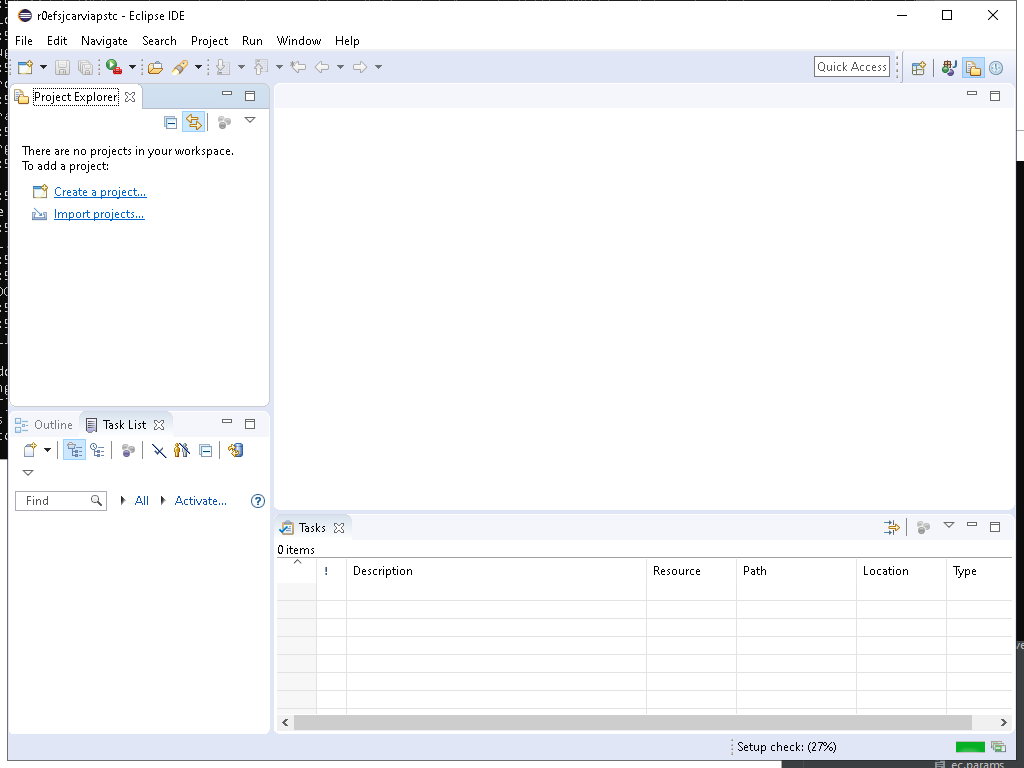 r0efsjcarviapstc - Eclipse IDE
File Edit Navigate Search Project Run Window Help
Quick Access
Project Explorer
There are no projects in your workspace.
To add a project:
Create a project...
Import projects...
Outline Task List
Find All Activate... ?
Tasks
0 items
! Description Resource Path Location Type
Setup check: (27%)
ec.params